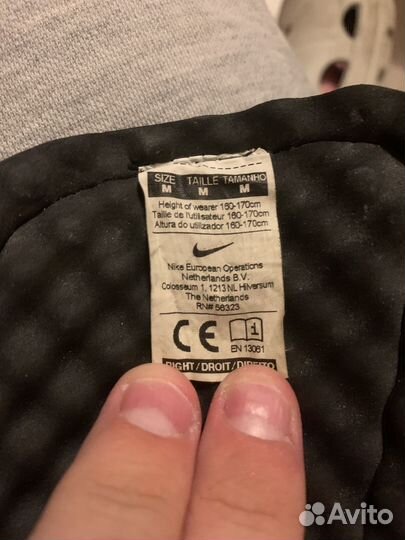 SIZE TAILLE TAMANHO
M M M
Height of wearer 160-170cm
Taille de l'utilisateur 160-170cm
Altura do utilizador 160-170cm
Nike European Operations
Netherlands B.V.
Colosseum 1, 1213 NL Hilversum
The Netherlands
RN# 56323
CE i
EN 13061
RIGHT/DROIT/DIREITO
Avito